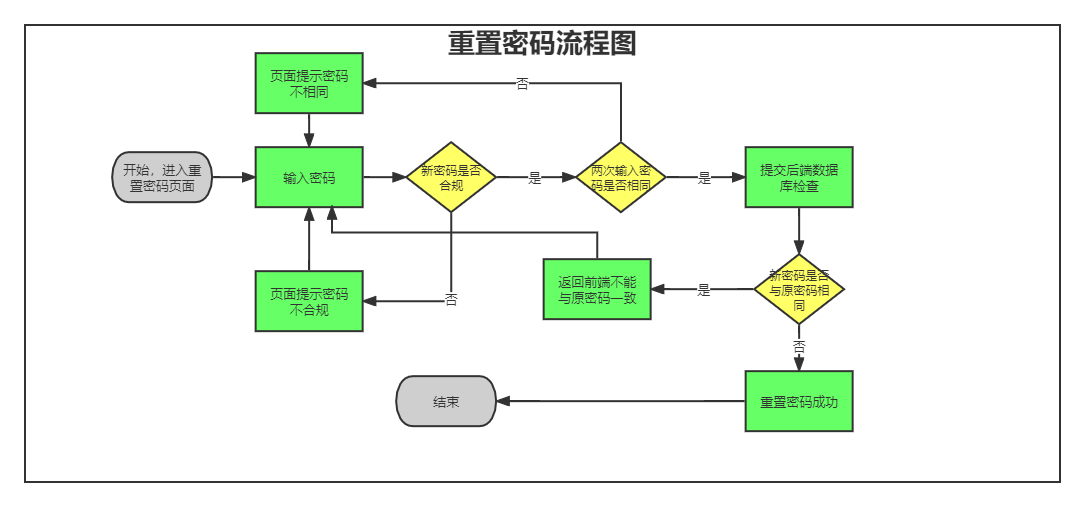 重置密码流程图
页面提示密码
不相同
否
开始，进入重
置密码页面
输入密码
新密码是否
合规
是
两次输入密
码是否相同
是
提交后端数据
库检查
页面提示密码
不合规
否
返回前端不能
与原密码一致
是
新密码是否
与原密码相
同
否
结束
重置密码成功